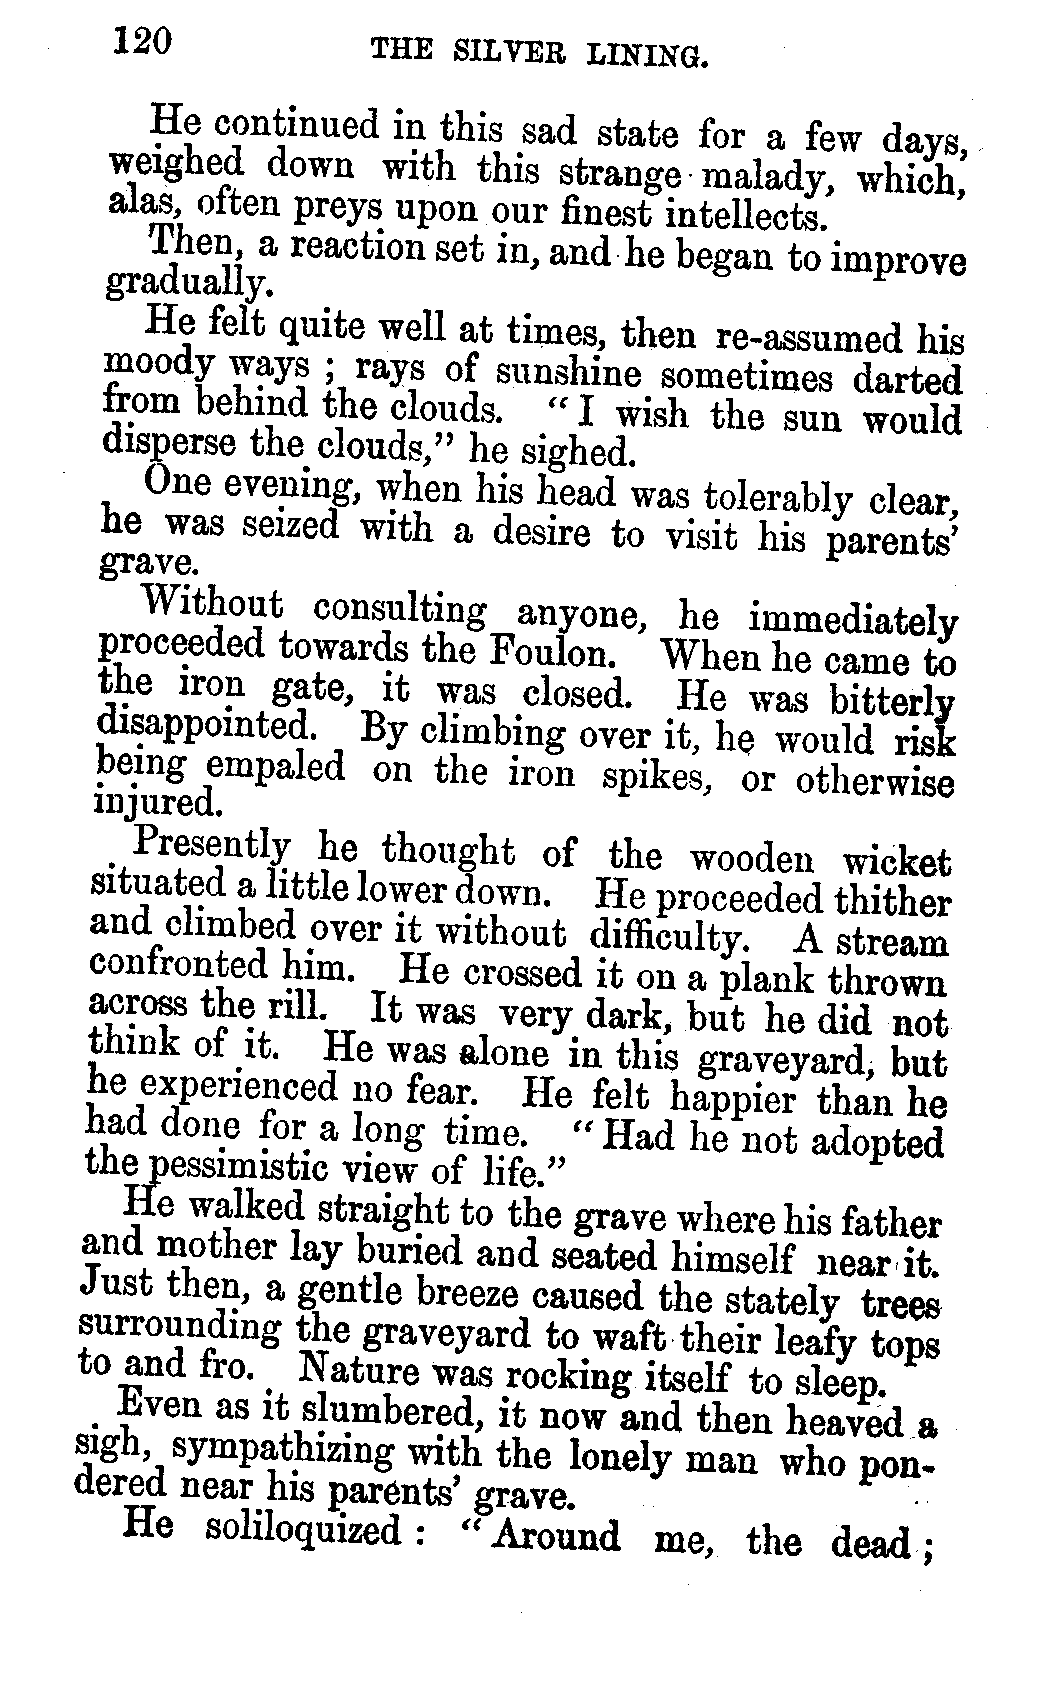 120
THE SILVER LINING.
He continued in this sad state for a few days,
weighed down with this strange malady, which,
alas, often preys upon our finest intellects.
Then, a reaction set in, and he began to improve
gradually.
He felt quite well at times, then re-assumed his
moody ways ; rays of sunshine sometimes darted
from behind the clouds. "I wish the sun would
disperse the clouds," he sighed.
One evening, when his head was tolerably clear,
he was seized with a desire to visit his parents'
grave.
Without consulting anyone, he immediately
proceeded towards the Foulon. When he came to
the iron gate, it was closed. He was bitterly
disappointed. By climbing over it, he would risk
being empaled on the iron spikes, or otherwise
injured.
Presently he thought of the wooden wicket
situated a little lower down. He proceeded thither
and climbed over it without difficulty. A stream
confronted him. He crossed it on a plank thrown
across the rill. It was very dark, but he did not
think of it. He was alone in this graveyard, but
he experienced no fear. He felt happier than he
had done for a long time. "Had he not adopted
the pessimistic view of life."
He walked straight to the grave where his father
and mother lay buried and seated himself near it.
Just then, a gentle breeze caused the stately trees
surrounding the graveyard to waft their leafy tops
to and fro. Nature was rocking itself to sleep.
Even as it slumbered, it now and then heaved a
sigh, sympathizing with the lonely man who pon-
dered near his parents' grave.
He soliloquized : "Around me, the dead ;